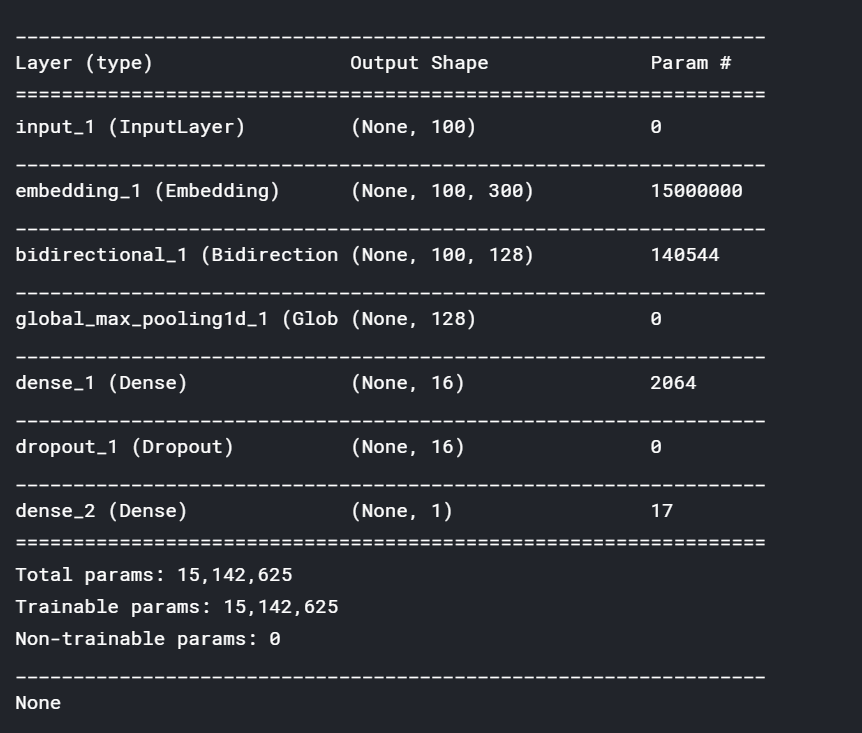 _________________________________________________________________
Layer (type)                 Output Shape              Param #
=================================================================
input_1 (InputLayer)         (None, 100)               0
_________________________________________________________________
embedding_1 (Embedding)      (None, 100, 300)          15000000
_________________________________________________________________
bidirectional_1 (Bidirection (None, 100, 128)          140544
_________________________________________________________________
global_max_pooling1d_1 (Glob (None, 128)               0
_________________________________________________________________
dense_1 (Dense)              (None, 16)                2064
_________________________________________________________________
dropout_1 (Dropout)          (None, 16)                0
_________________________________________________________________
dense_2 (Dense)              (None, 1)                 17
=================================================================
Total params: 15,142,625
Trainable params: 15,142,625
Non-trainable params: 0
_________________________________________________________________
None